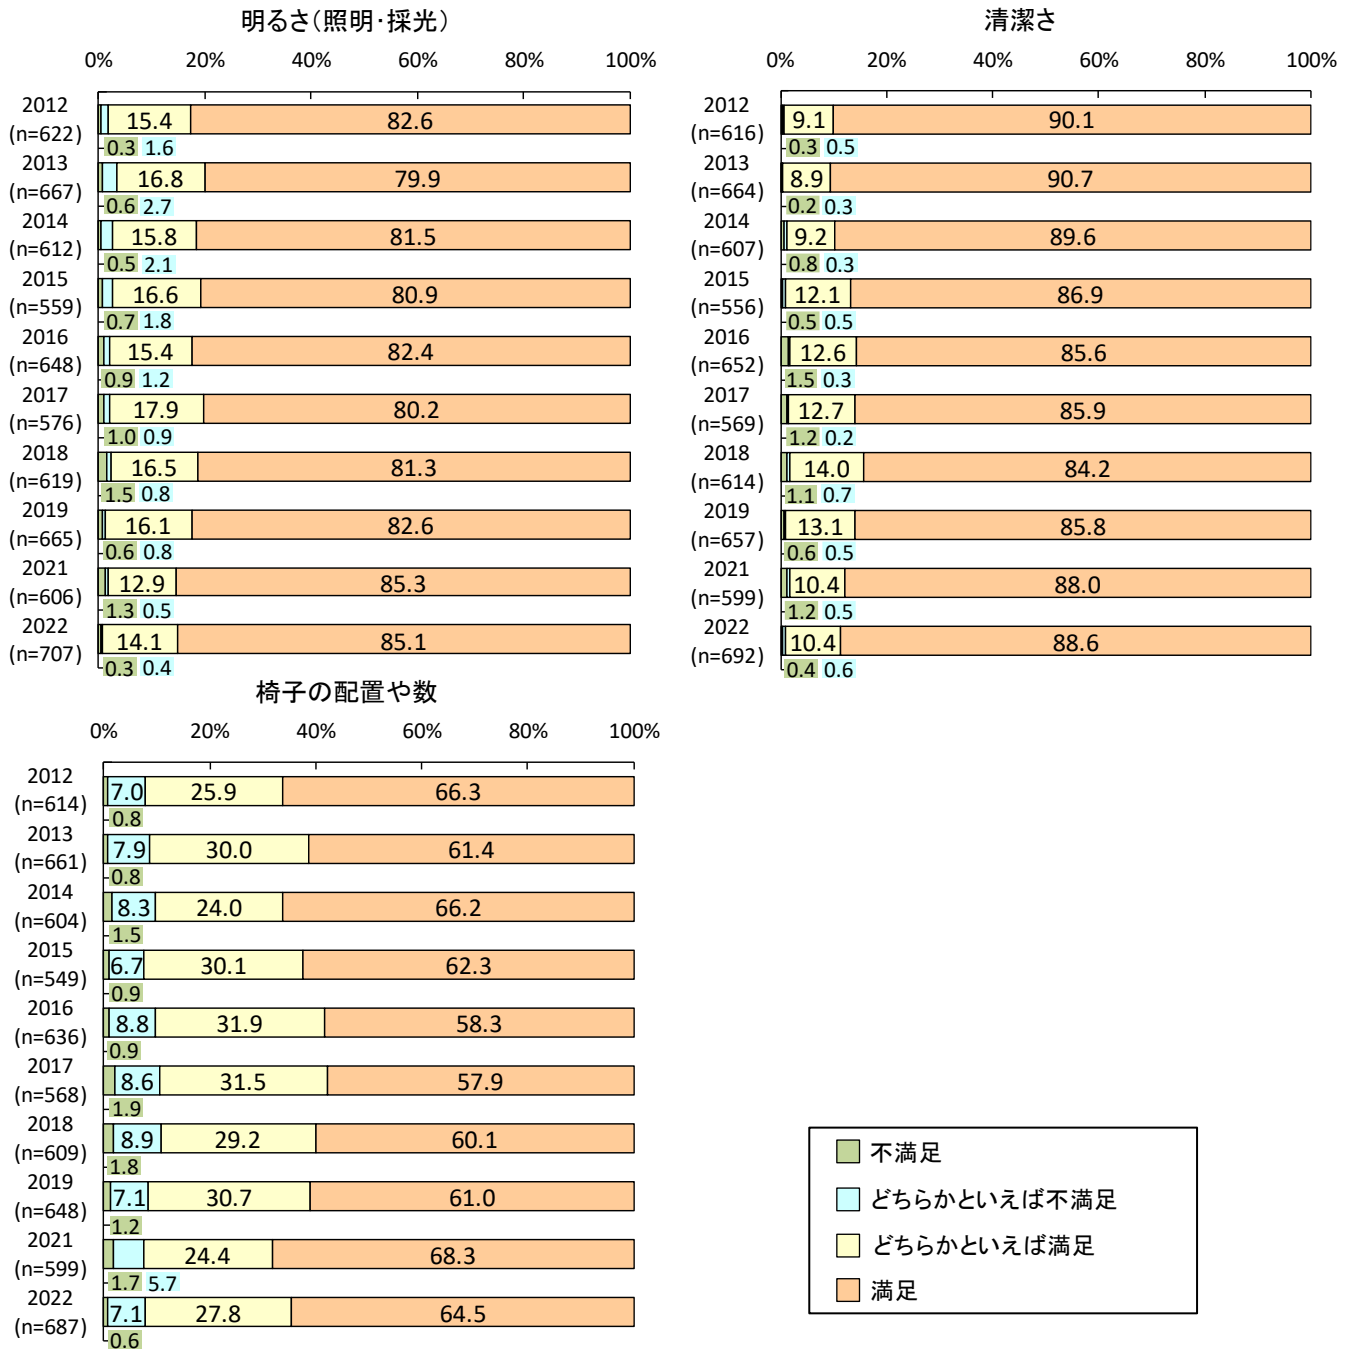 明るさ(照明・採光)
0% 20% 40% 60% 80% 100%
2012 15.4 82.6
(n=622) 0.3 1.6
2013 16.8 79.9
(n=667) 0.6 2.7
2014 15.8 81.5
(n=612) 0.5 2.1
2015 16.6 80.9
(n=559) 0.7 1.8
2016 15.4 82.4
(n=648) 0.9 1.2
2017 17.9 80.2
(n=576) 1.0 0.9
2018 16.5 81.3
(n=619) 1.5 0.8
2019 16.1 82.6
(n=665) 0.6 0.8
2021 12.9 85.3
(n=606) 1.3 0.5
2022 14.1 85.1
(n=707) 0.3 0.4
清潔さ
0% 20% 40% 60% 80% 100%
2012 9.1 90.1
(n=616) 0.3 0.5
2013 8.9 90.7
(n=664) 0.2 0.3
2014 9.2 89.6
(n=607) 0.8 0.3
2015 12.1 86.9
(n=556) 0.5 0.5
2016 12.6 85.6
(n=652) 1.5 0.3
2017 12.7 85.9
(n=569) 1.2 0.2
2018 14.0 84.2
(n=614) 1.1 0.7
2019 13.1 85.8
(n=657) 0.6 0.5
2021 10.4 88.0
(n=599) 1.2 0.5
2022 10.4 88.6
(n=692) 0.4 0.6
椅子の配置や数
0% 20% 40% 60% 80% 100%
2012 7.0 25.9 66.3
(n=614) 0.8
2013 7.9 30.0 61.4
(n=661) 0.8
2014 8.3 24.0 66.2
(n=604) 1.5
2015 6.7 30.1 62.3
(n=549) 0.9
2016 8.8 31.9 58.3
(n=636) 0.9
2017 8.6 31.5 57.9
(n=568) 1.9
2018 8.9 29.2 60.1
(n=609) 1.8
2019 7.1 30.7 61.0
(n=648) 1.2
2021 24.4 68.3
(n=599) 1.7 5.7
2022 7.1 27.8 64.5
(n=687) 0.6
不満足
どちらかといえば不満足
どちらかといえば満足
満足